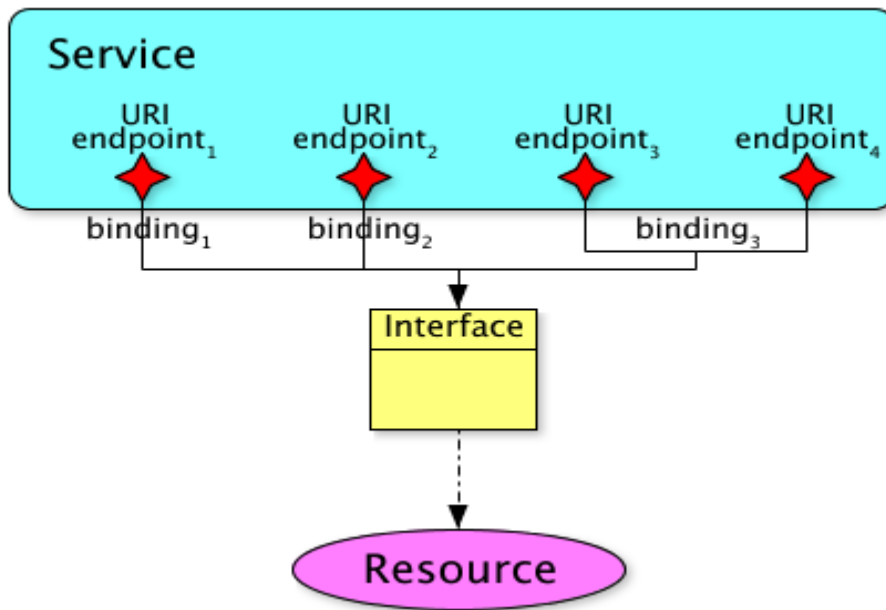 Service
URI
endpoint₁
URI
endpoint₂
URI
endpoint₃
URI
endpoint₄
binding₁
binding₂
binding₃
Interface
Resource